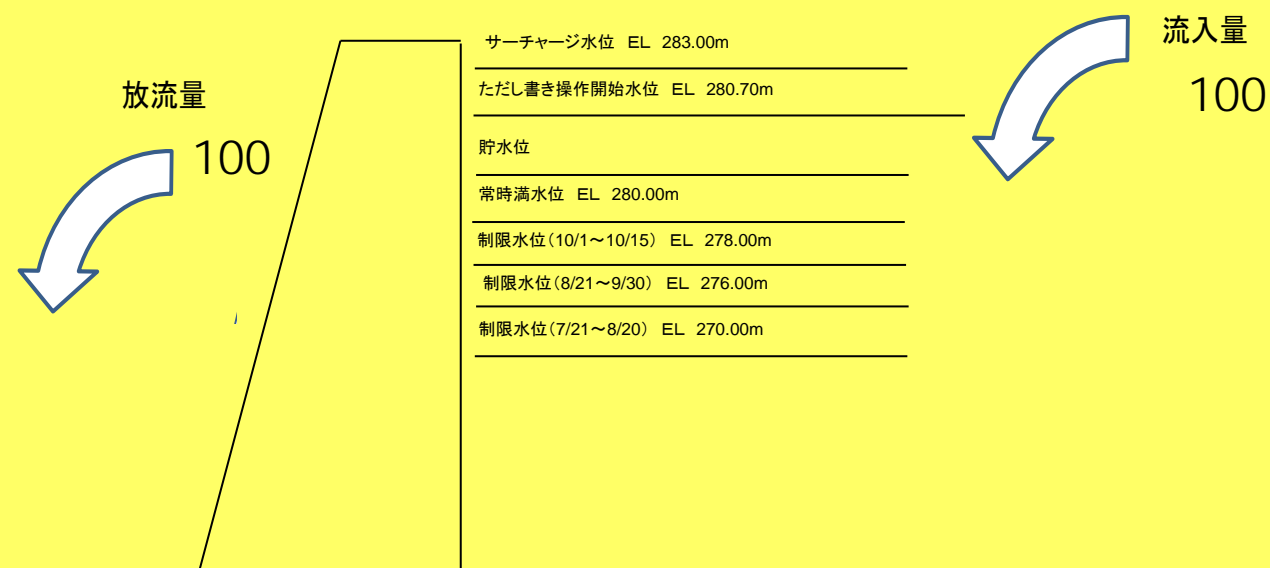 サーチャージ水位 EL 283.00m
流入量
ただし書き操作開始水位 EL 280.70m
放流量
100
貯水位
100
常時満水位 EL 280.00m
制限水位(10/1～10/15) EL 278.00m
制限水位(8/21～9/30) EL 276.00m
制限水位(7/21～8/20) EL 270.00m